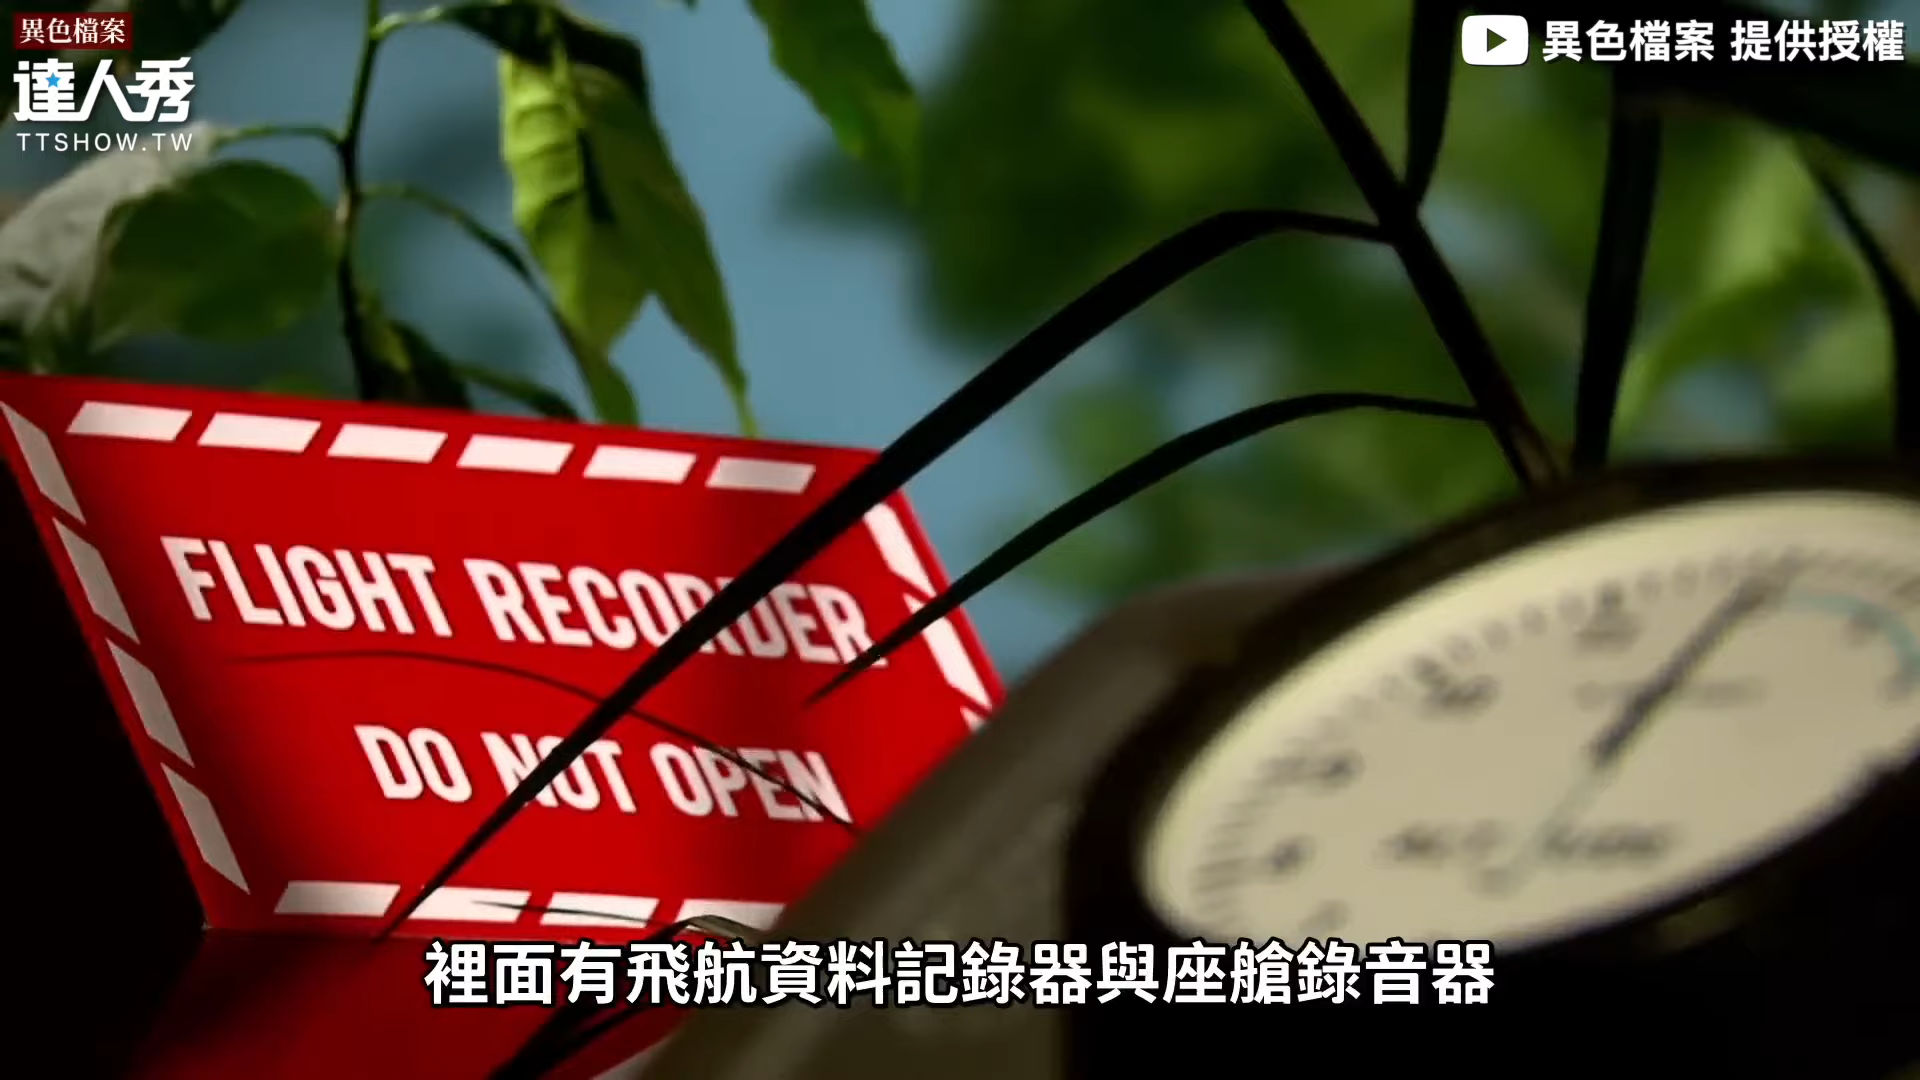 異色檔案
達人秀
TTSHOW.TW
異色檔案 提供授權
FLIGHT RECORDER
DO NOT OPEN
裡面有飛航資料記錄器與座艙錄音器